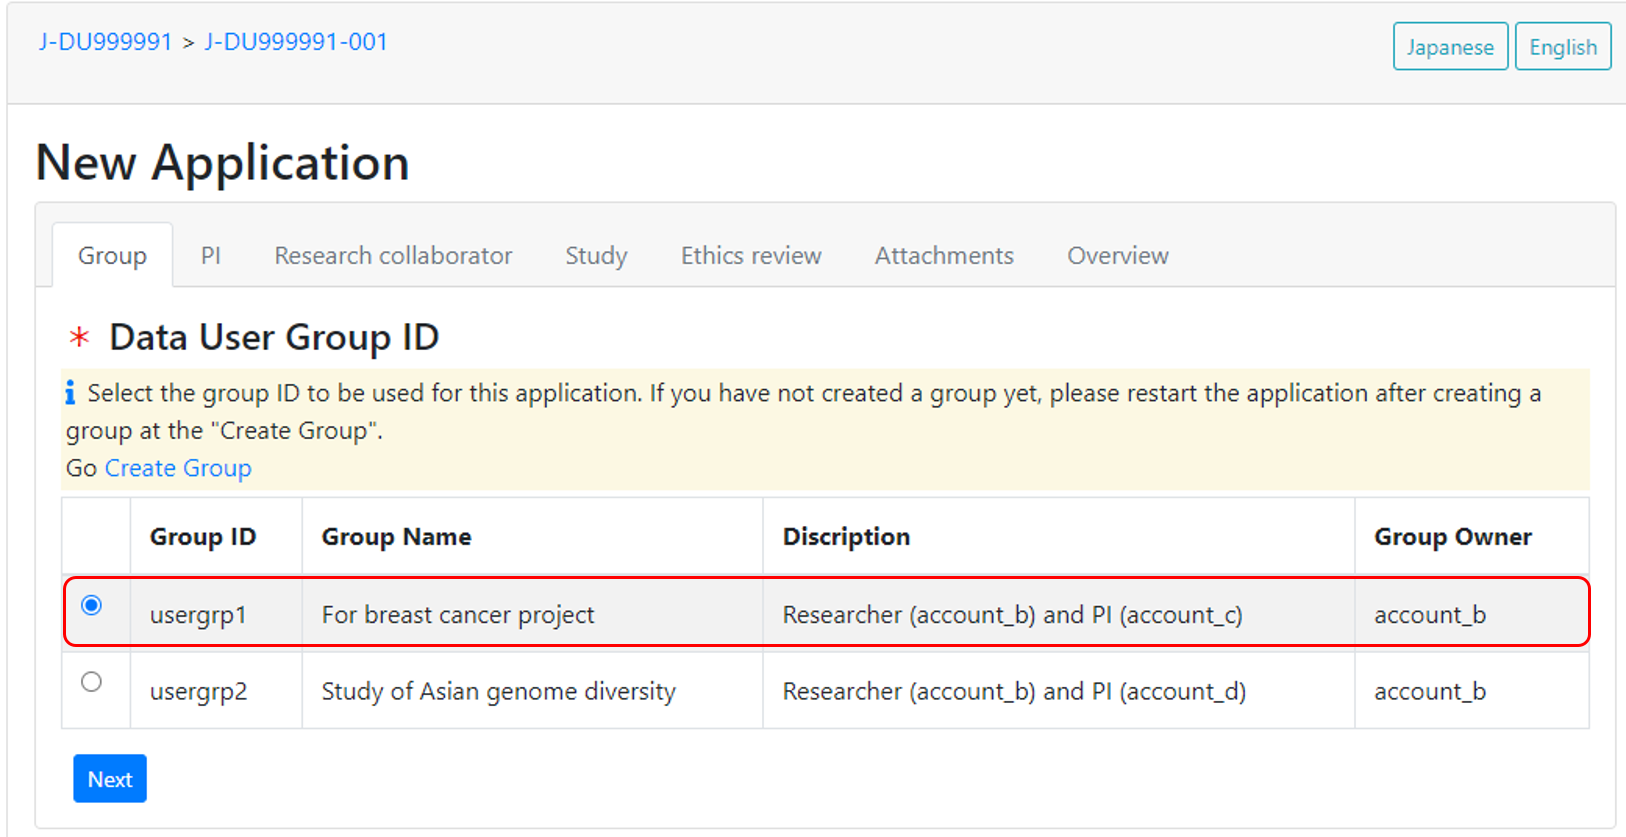 J-DU999991 > J-DU999991-001
Japanese English
New Application
Group PI Research collaborator Study Ethics review Attachments Overview
* Data User Group ID
i Select the group ID to be used for this application. If you have not created a group yet, please restart the application after creating a
group at the "Create Group".
Go Create Group
Group ID Group Name Discription Group Owner
usergrp1 For breast cancer project Researcher (account_b) and PI (account_c) account_b
usergrp2 Study of Asian genome diversity Researcher (account_b) and PI (account_d) account_b
Next